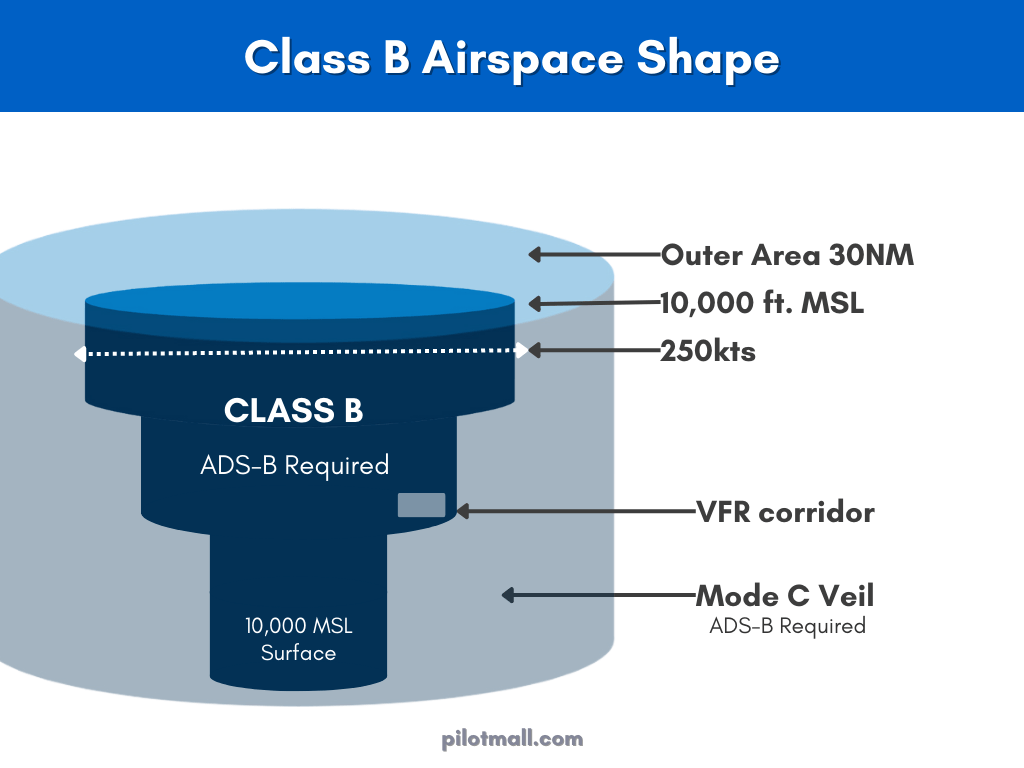 Class B Airspace Shape
Outer Area 30NM
10,000 ft. MSL
250kts
CLASS B
ADS-B Required
VFR corridor
Mode C Veil
ADS-B Required
10,000 MSL
Surface
pilotmall.com